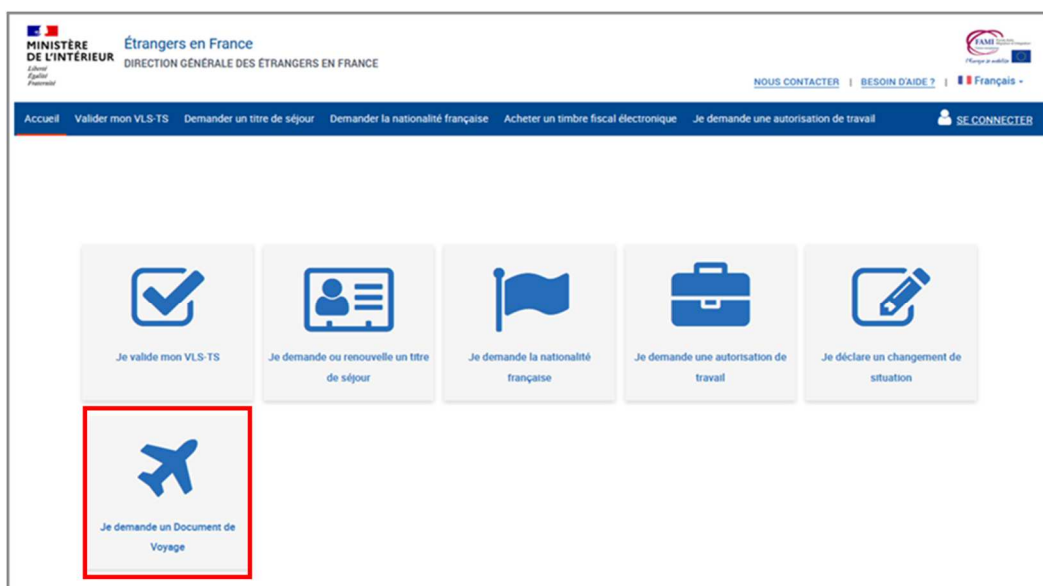 MINISTÈRE
DE L'INTÉRIEUR
Liberté
Égalité
Fraternité
Étrangers en France
DIRECTION GÉNÉRALE DES ÉTRANGERS EN FRANCE
FAMI
NOUS CONTACTER | BESOIN D'AIDE ? | Français
Accueil Valider mon VLS-TS Demander un titre de séjour Demander la nationalité française Acheter un timbre fiscal électronique Je demande une autorisation de travail SE CONNECTER
Je valide mon VLS-TS
Je demande ou renouvelle un titre
de séjour
Je demande la nationalité
française
Je demande une autorisation de
travail
Je déclare un changement de
situation
Je demande un Document de
Voyage